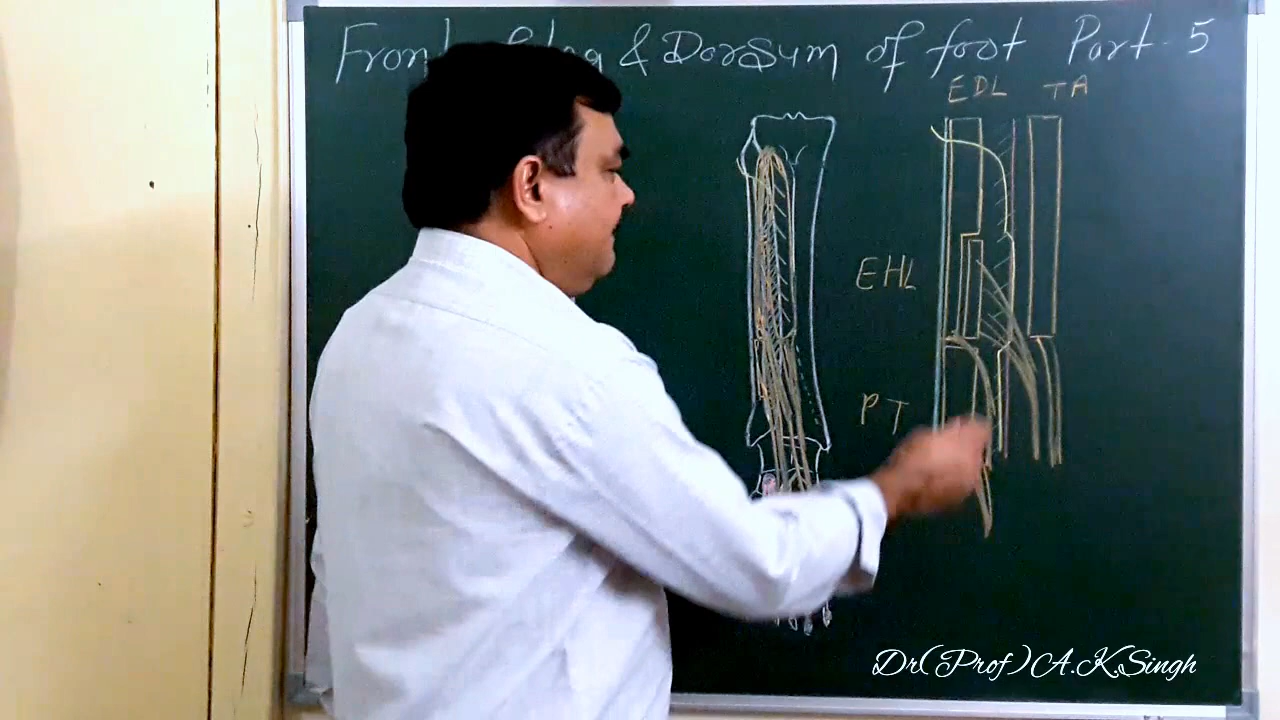 Front & Dorsum of foot Part-5
EDL TA
EHL
PT
Dr(Prof)A.K.Singh